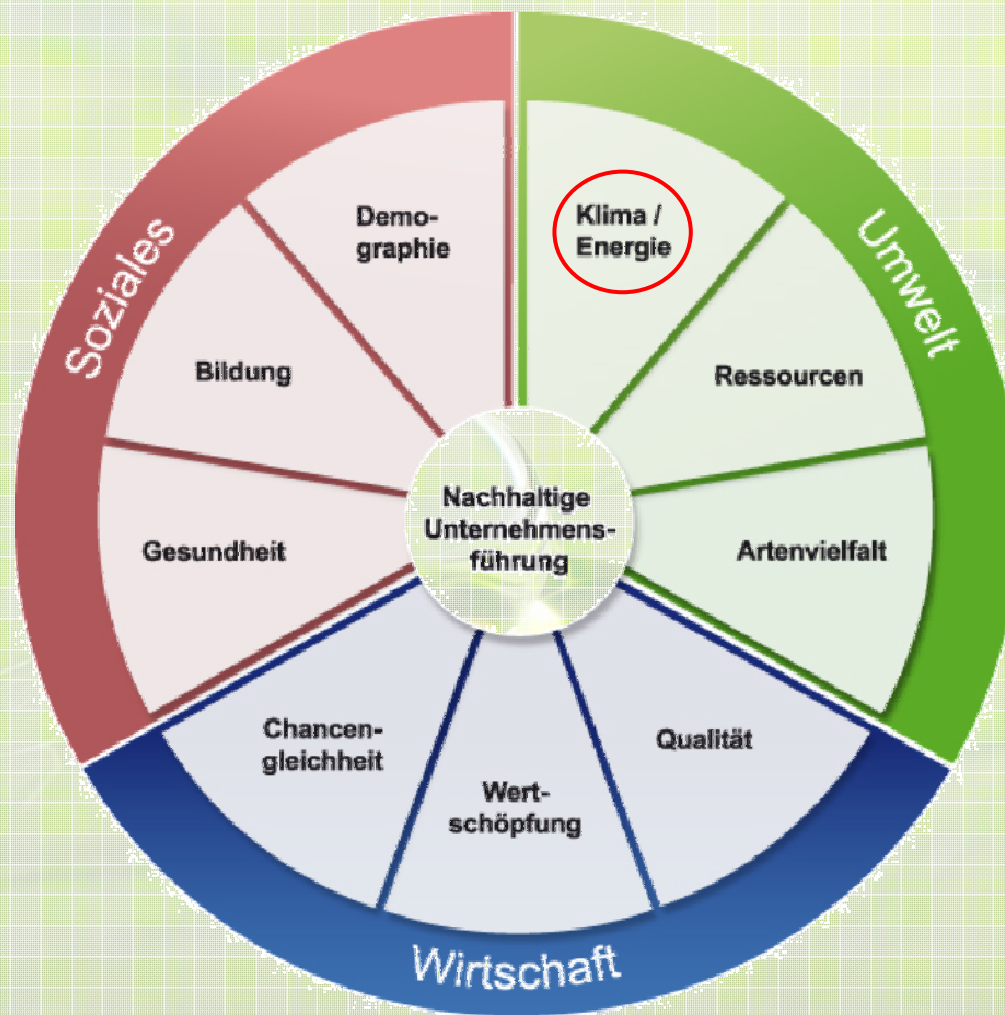 Soziales
Umwelt
Demo-
graphie
Klima /
Energie
Bildung
Ressourcen
Nachhaltige
Unternehmens-
führung
Gesundheit
Artenvielfalt
Chancen-
gleichheit
Wert-
schöpfung
Qualität
Wirtschaft